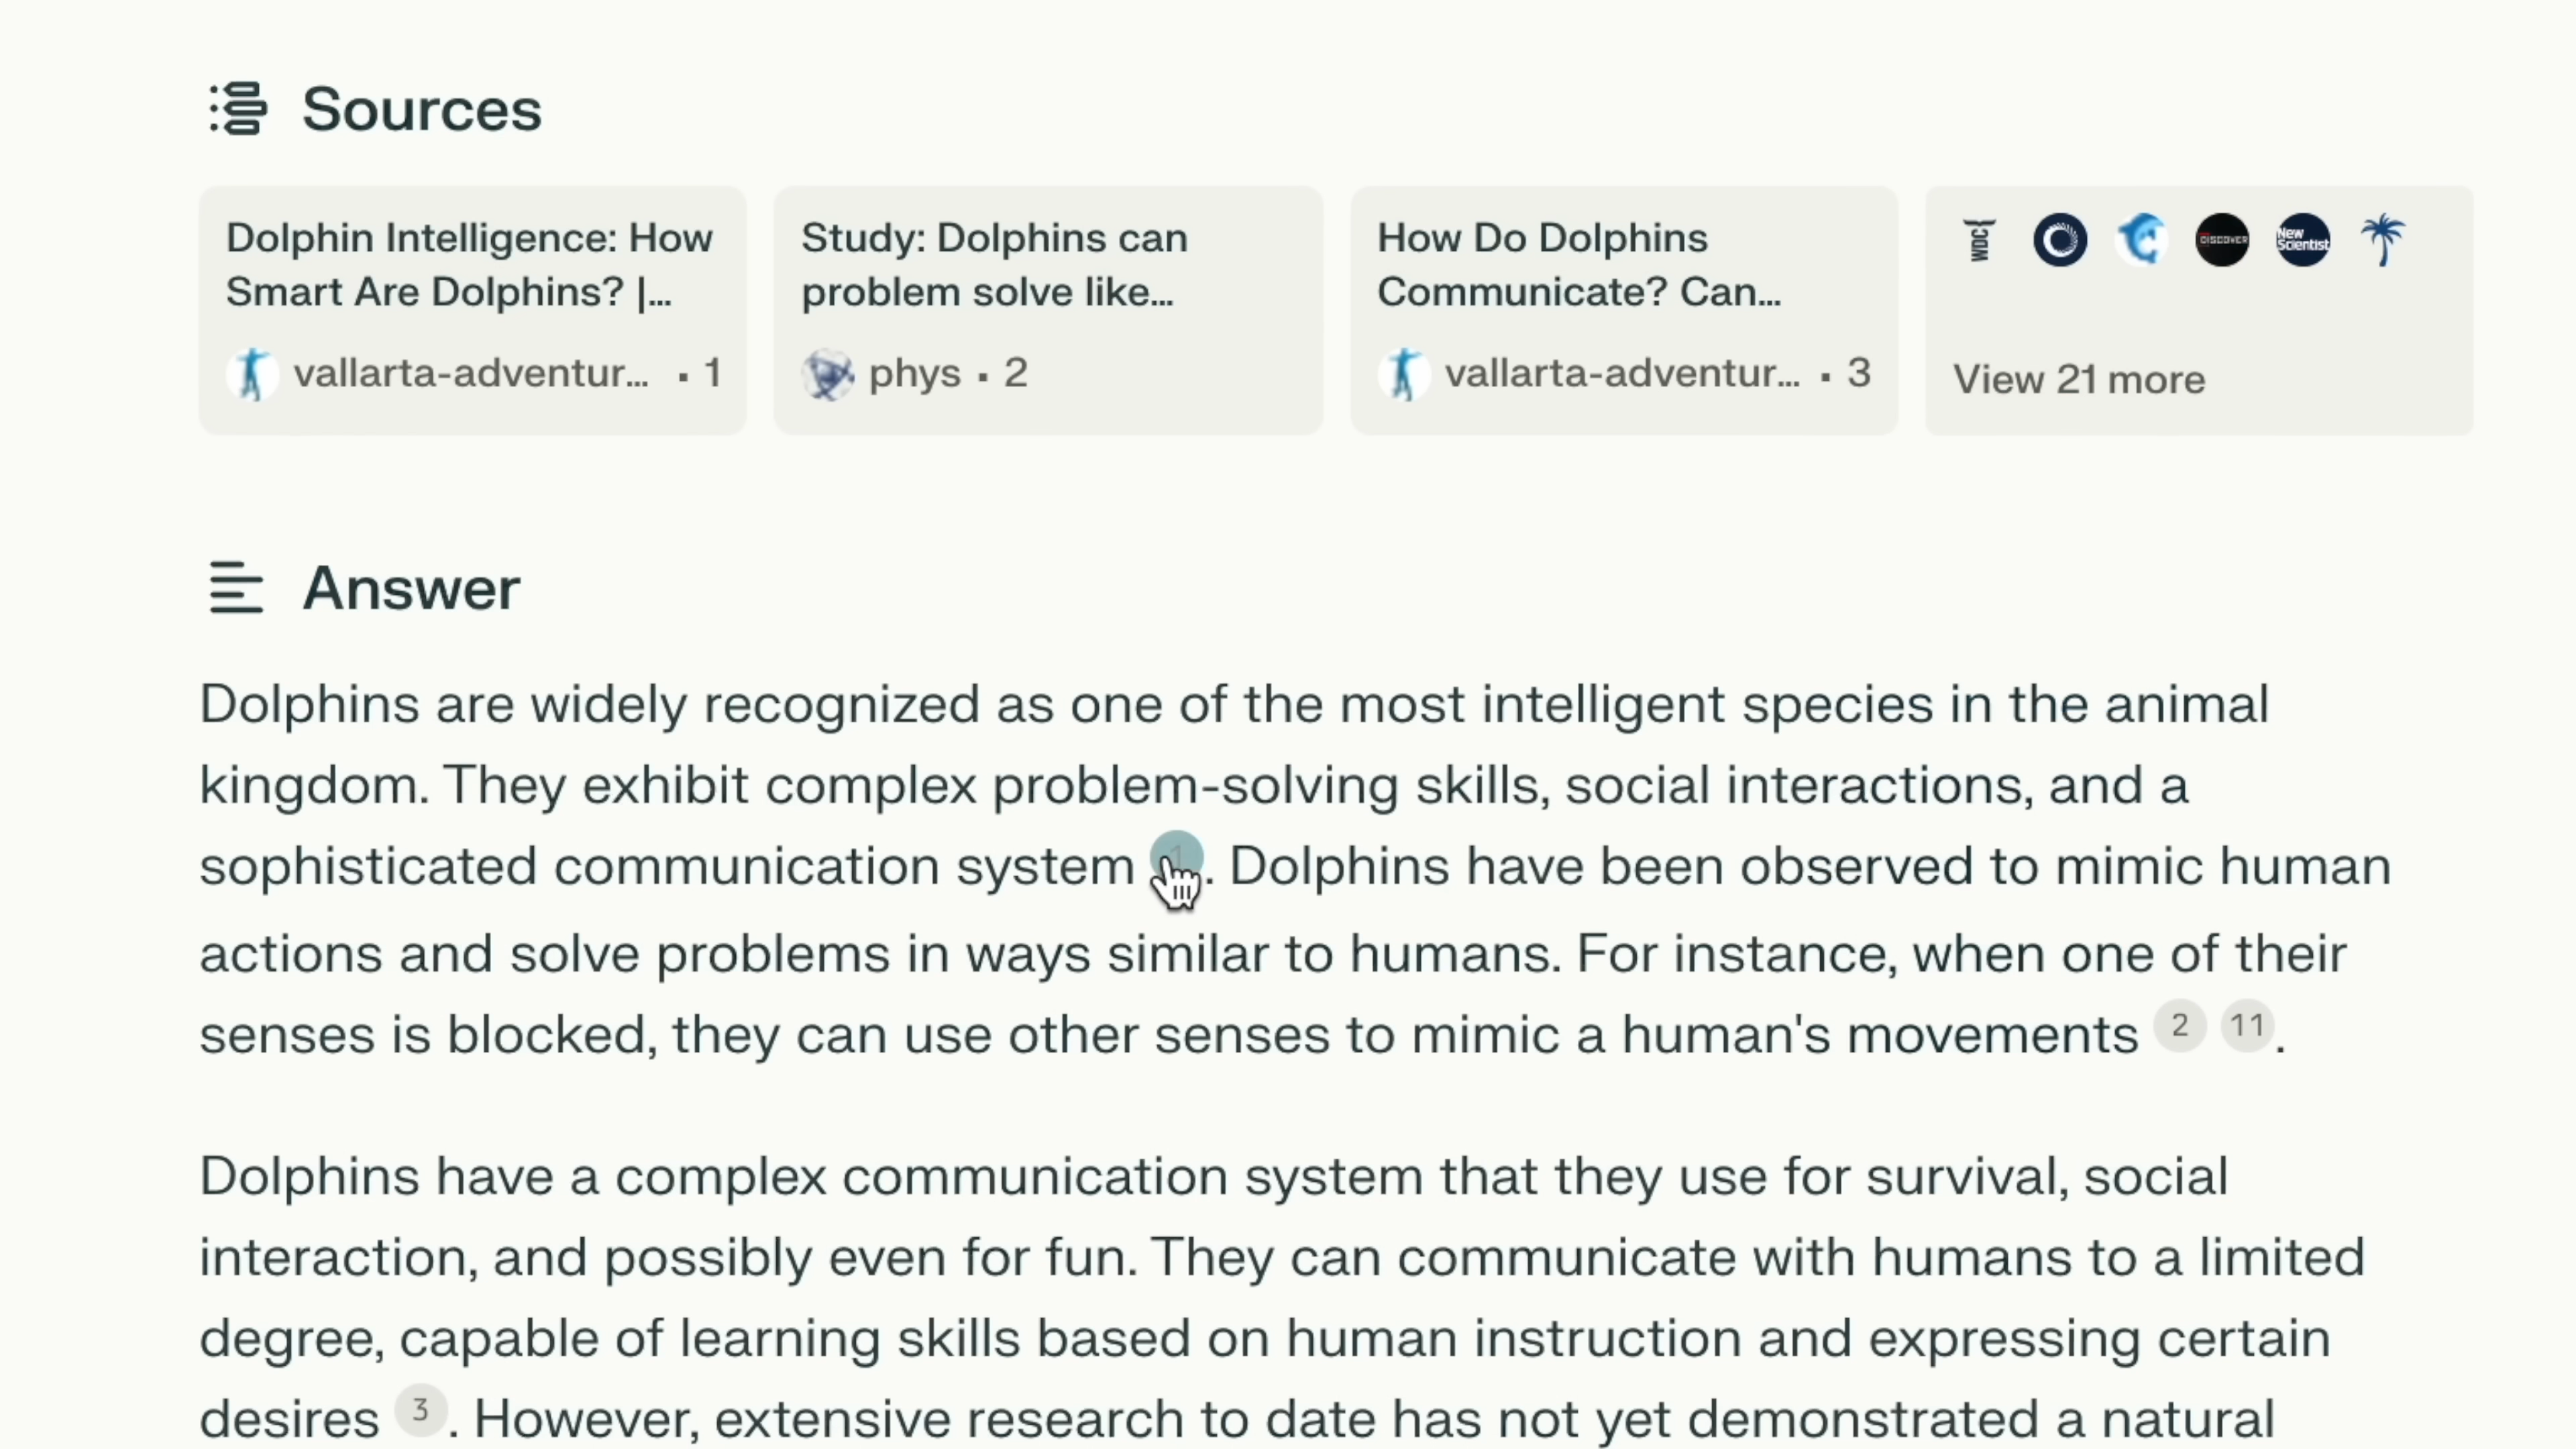 Sources
Dolphin Intelligence: How
Smart Are Dolphins? |...
vallarta-adventur... · 1
Study: Dolphins can
problem solve like...
phys · 2
How Do Dolphins
Communicate? Can...
vallarta-adventur... · 3
WDC
DISCOVER
New
Scientist
View 21 more
Answer
Dolphins are widely recognized as one of the most intelligent species in the animal
kingdom. They exhibit complex problem-solving skills, social interactions, and a
sophisticated communication system 1. Dolphins have been observed to mimic human
actions and solve problems in ways similar to humans. For instance, when one of their
senses is blocked, they can use other senses to mimic a human's movements 2 11.
Dolphins have a complex communication system that they use for survival, social
interaction, and possibly even for fun. They can communicate with humans to a limited
degree, capable of learning skills based on human instruction and expressing certain
desires 3. However, extensive research to date has not yet demonstrated a natural